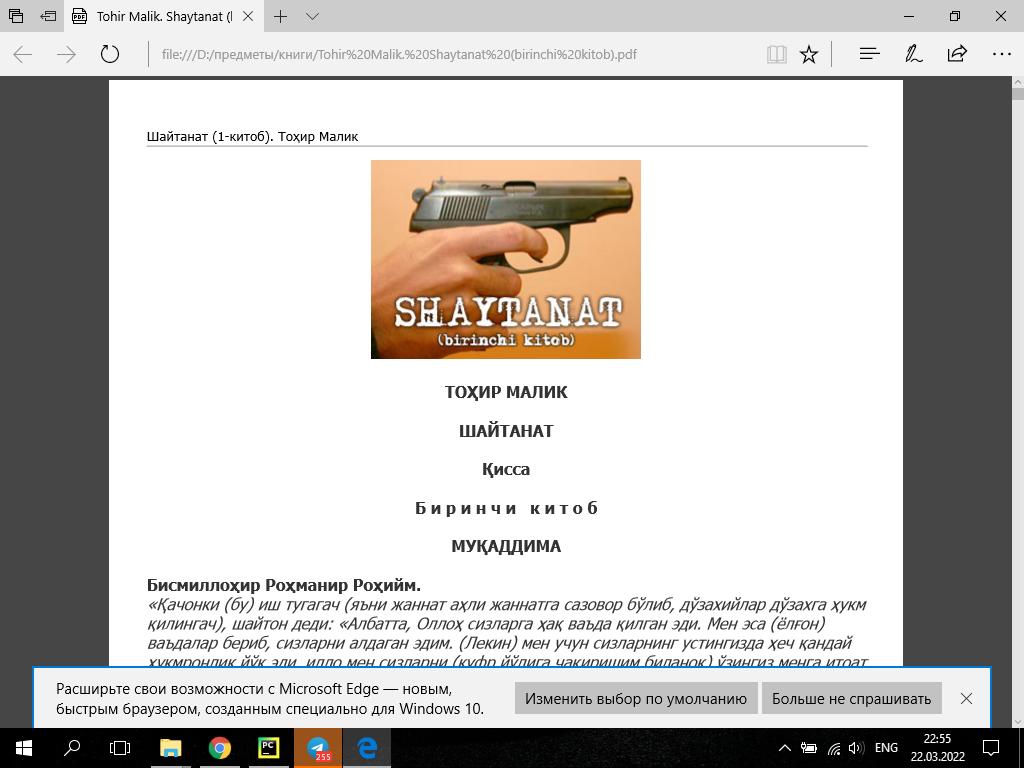 Tohir Malik. Shaytanat (l
file:///D:/предметы/книги/Tohir%20Malik.%20Shaytanat%20(birinchi%20kitob).pdf
Шайтанат (1-китоб). Тоҳир Малик
SHAYTANAT
(birinchi kitob)
ТОҲИР МАЛИК
ШАЙТАНАТ
Қисса
Б и р и н ч и к и т о б
МУҚАДДИМА
Бисмиллоҳир Роҳманир Роҳийм.
«Қачонки (бу) иш тугагач (яъни жаннат аҳли жаннатга сазовор бўлиб, дўзахийлар дўзахга ҳукм
қилингач), шайтон деди: «Албатта, Оллоҳ сизларга ҳақ ваъда қилган эди. Мен эса (ёлғон)
ваъдалар бериб, сизларни алдаган эдим. (Лекин) мен учун сизларнинг устингизда ҳеч қандай
ҳукмронлик йўқ эди, илло мен сизларни (куфр йўлига чақиришим биланоқ) ўзингиз менга итоат
Расширьте свои возможности с Microsoft Edge — новым,
быстрым браузером, созданным специально для Windows 10.
Изменить выбор по умолчанию
Больше не спрашивать
PC
255
ENG
22:55
22.03.2022